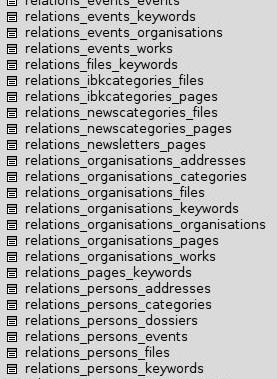 relations_events_events
relations_events_keywords
relations_events_organisations
relations_events_works
relations_files_keywords
relations_ibkcategories_files
relations_ibkcategories_pages
relations_newscategories_files
relations_newscategories_pages
relations_newsletters_pages
relations_organisations_addresses
relations_organisations_categories
relations_organisations_files
relations_organisations_keywords
relations_organisations_organisations
relations_organisations_pages
relations_organisations_works
relations_pages_keywords
relations_persons_addresses
relations_persons_categories
relations_persons_dossiers
relations_persons_events
relations_persons_files
relations_persons_keywords